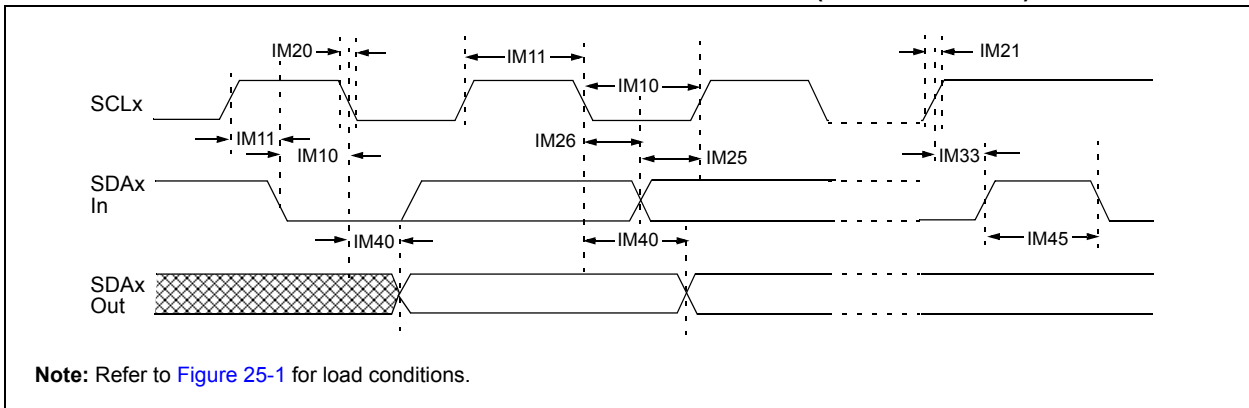 IM20
IM11
IM21
IM10
SCLx
IM11
IM26
IM10
IM25
IM33
SDAx
In
IM40
IM40
IM45
SDAx
Out
Note: Refer to Figure 25-1 for load conditions.